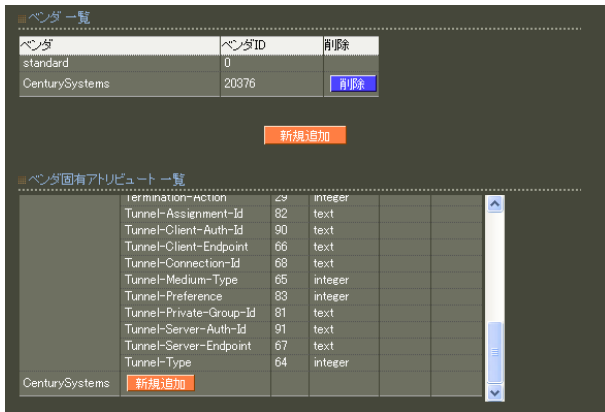 ベンダ 一覧
ベンダ ベンダID 削除
standard 0
CenturySystems 20376 削除
新規追加
ベンダ固有アトリビュート 一覧
Termination-Action 29 integer
Tunnel-Assignment-Id 82 text
Tunnel-Client-Auth-Id 90 text
Tunnel-Client-Endpoint 66 text
Tunnel-Connection-Id 68 text
Tunnel-Medium-Type 65 integer
Tunnel-Preference 83 integer
Tunnel-Private-Group-Id 81 text
Tunnel-Server-Auth-Id 91 text
Tunnel-Server-Endpoint 67 text
Tunnel-Type 64 integer
CenturySystems 新規追加